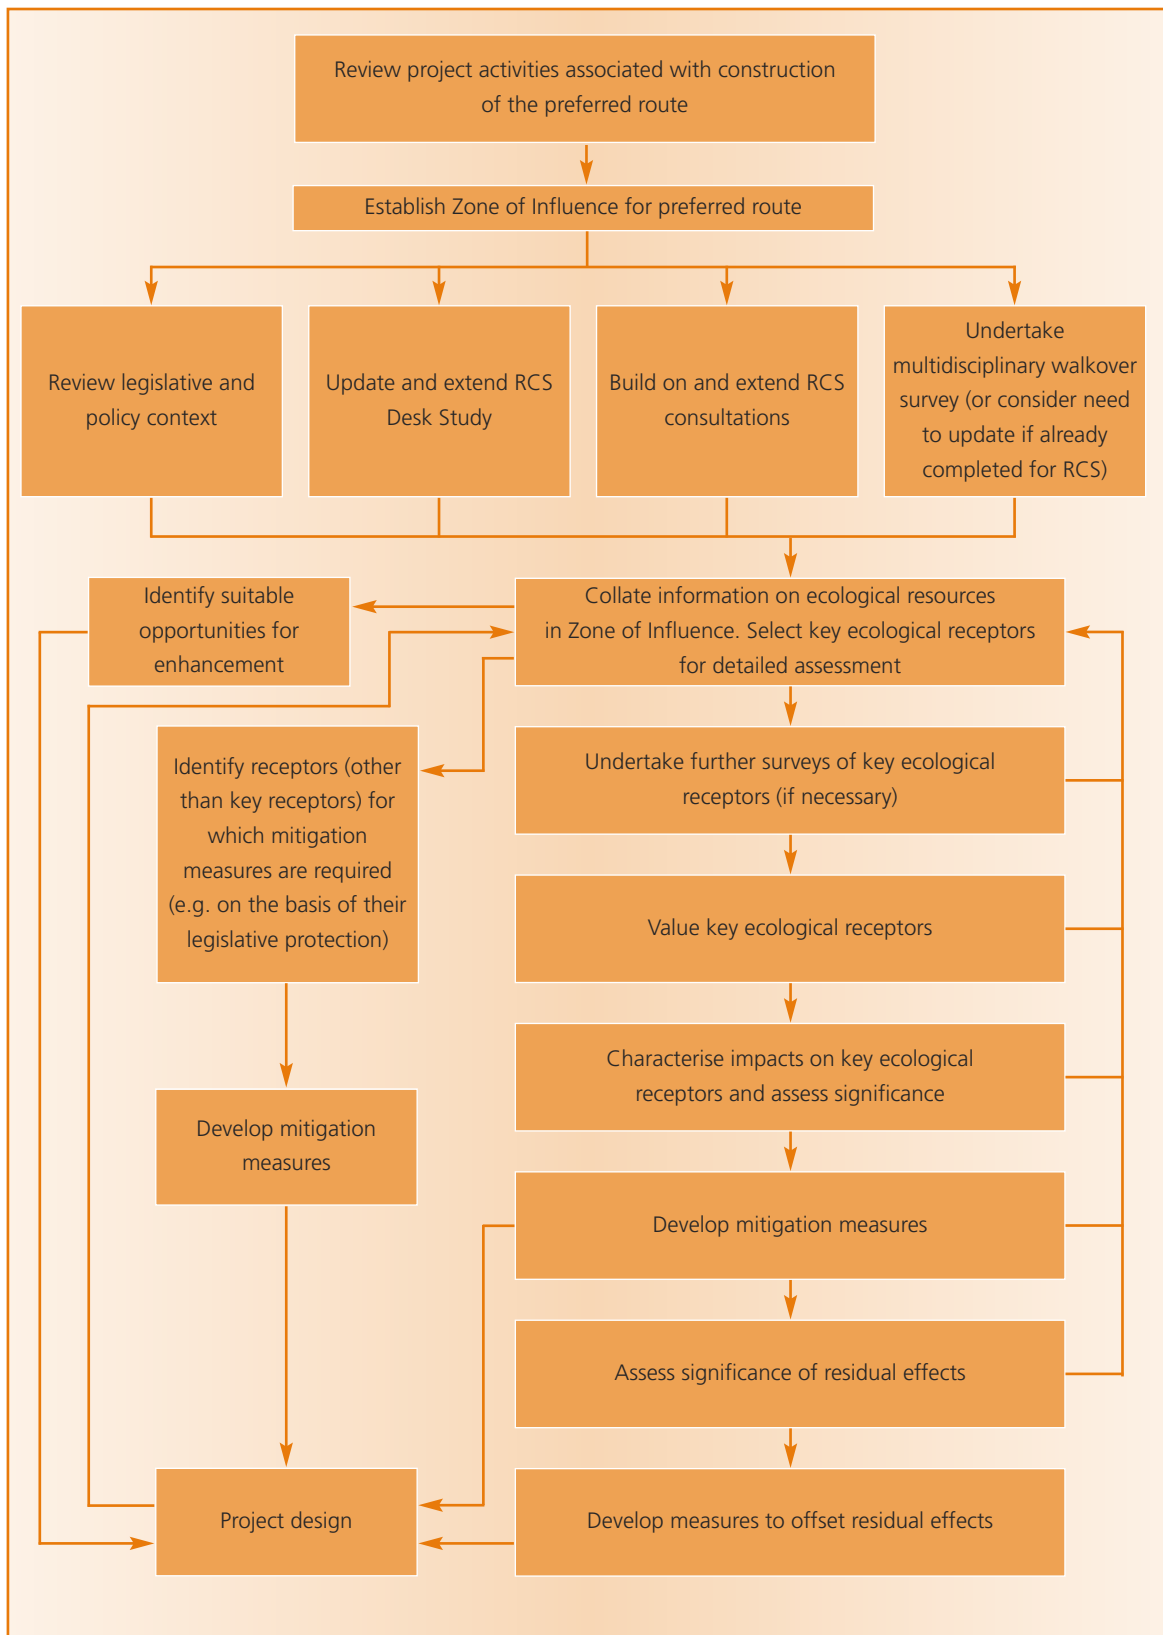 Review project activities associated with construction
of the preferred route
Establish Zone of Influence for preferred route
Review legislative and
policy context
Update and extend RCS
Desk Study
Build on and extend RCS
consultations
Undertake
multidisciplinary walkover
survey (or consider need
to update if already
completed for RCS)
Identify suitable
opportunities for
enhancement
Collate information on ecological resources
in Zone of Influence. Select key ecological receptors
for detailed assessment
Identify receptors (other
than key receptors) for
which mitigation
measures are required
(e.g. on the basis of their
legislative protection)
Undertake further surveys of key ecological
receptors (if necessary)
Value key ecological receptors
Characterise impacts on key ecological
receptors and assess significance
Develop mitigation
measures
Develop mitigation measures
Assess significance of residual effects
Project design
Develop measures to offset residual effects